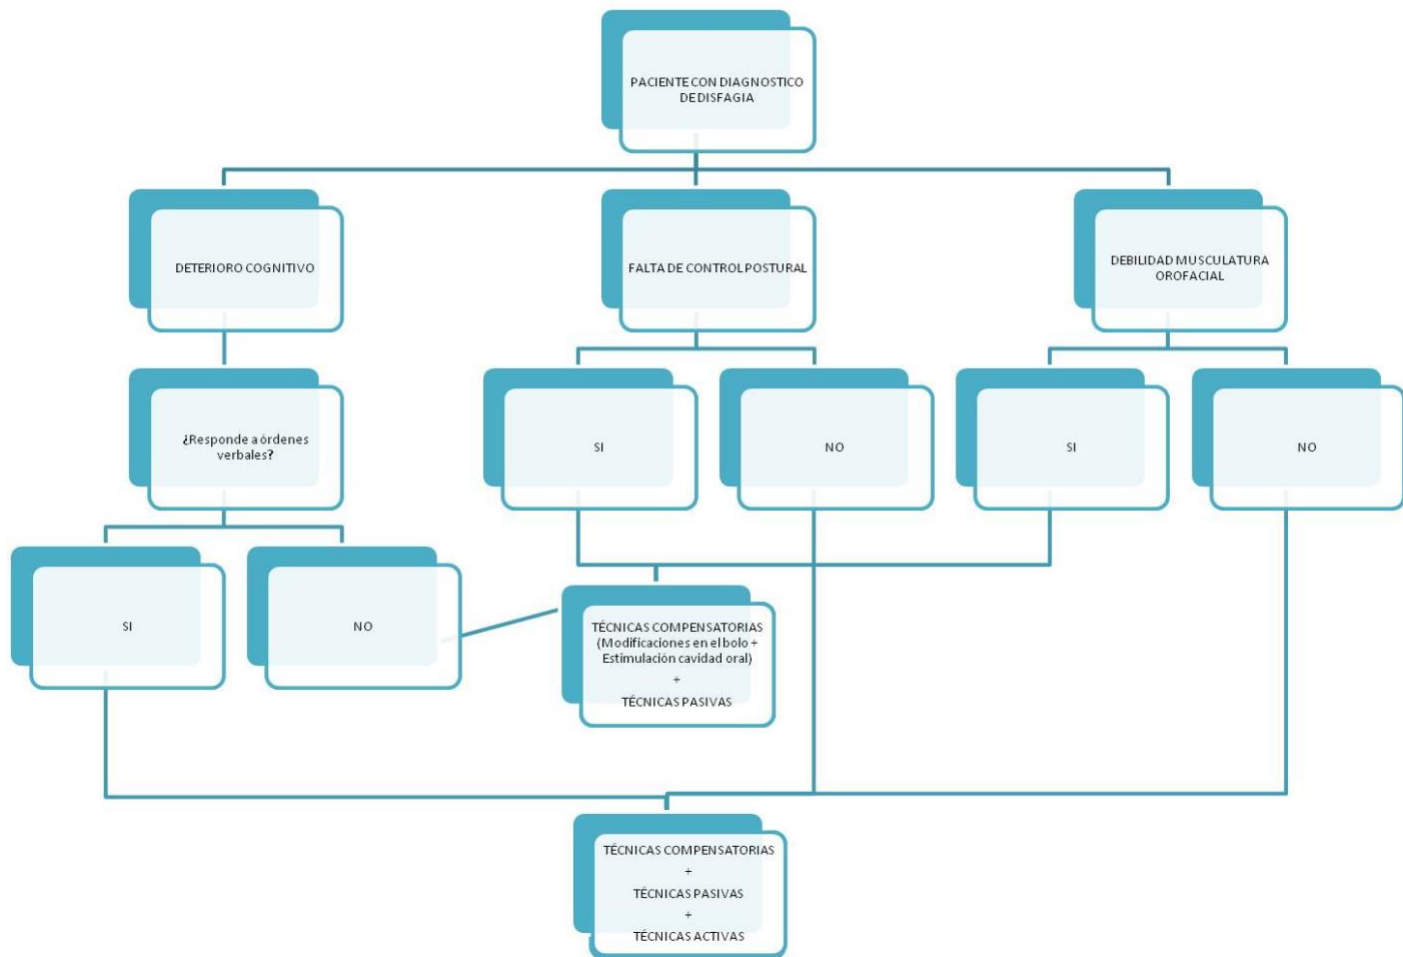 PACIENTE CON DIAGNOSTICO
DE DISFAGIA
DETERIORO COGNITIVO
FALTA DE CONTROL POSTURAL
DEBILIDAD MUSCULATURA
OROFACIAL
¿Responde a órdenes
verbales?
SI
NO
SI
NO
SI
NO
TÉCNICAS COMPENSATORIAS
(Modificaciones en el bolo +
Estimulación cavidad oral)
+
TÉCNICAS PASIVAS
TÉCNICAS COMPENSATORIAS
+
TÉCNICAS PASIVAS
+
TÉCNICAS ACTIVAS